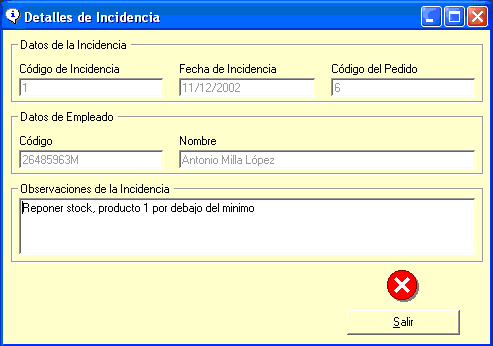 Detalles de Incidencia
Datos de la Incidencia
Código de Incidencia Fecha de Incidencia Código del Pedido
1 11/12/2002 6
Datos de Empleado
Código Nombre
26485963M Antonio Milla López
Observaciones de la Incidencia
Reponer stock, producto 1 por debajo del minimo
Salir